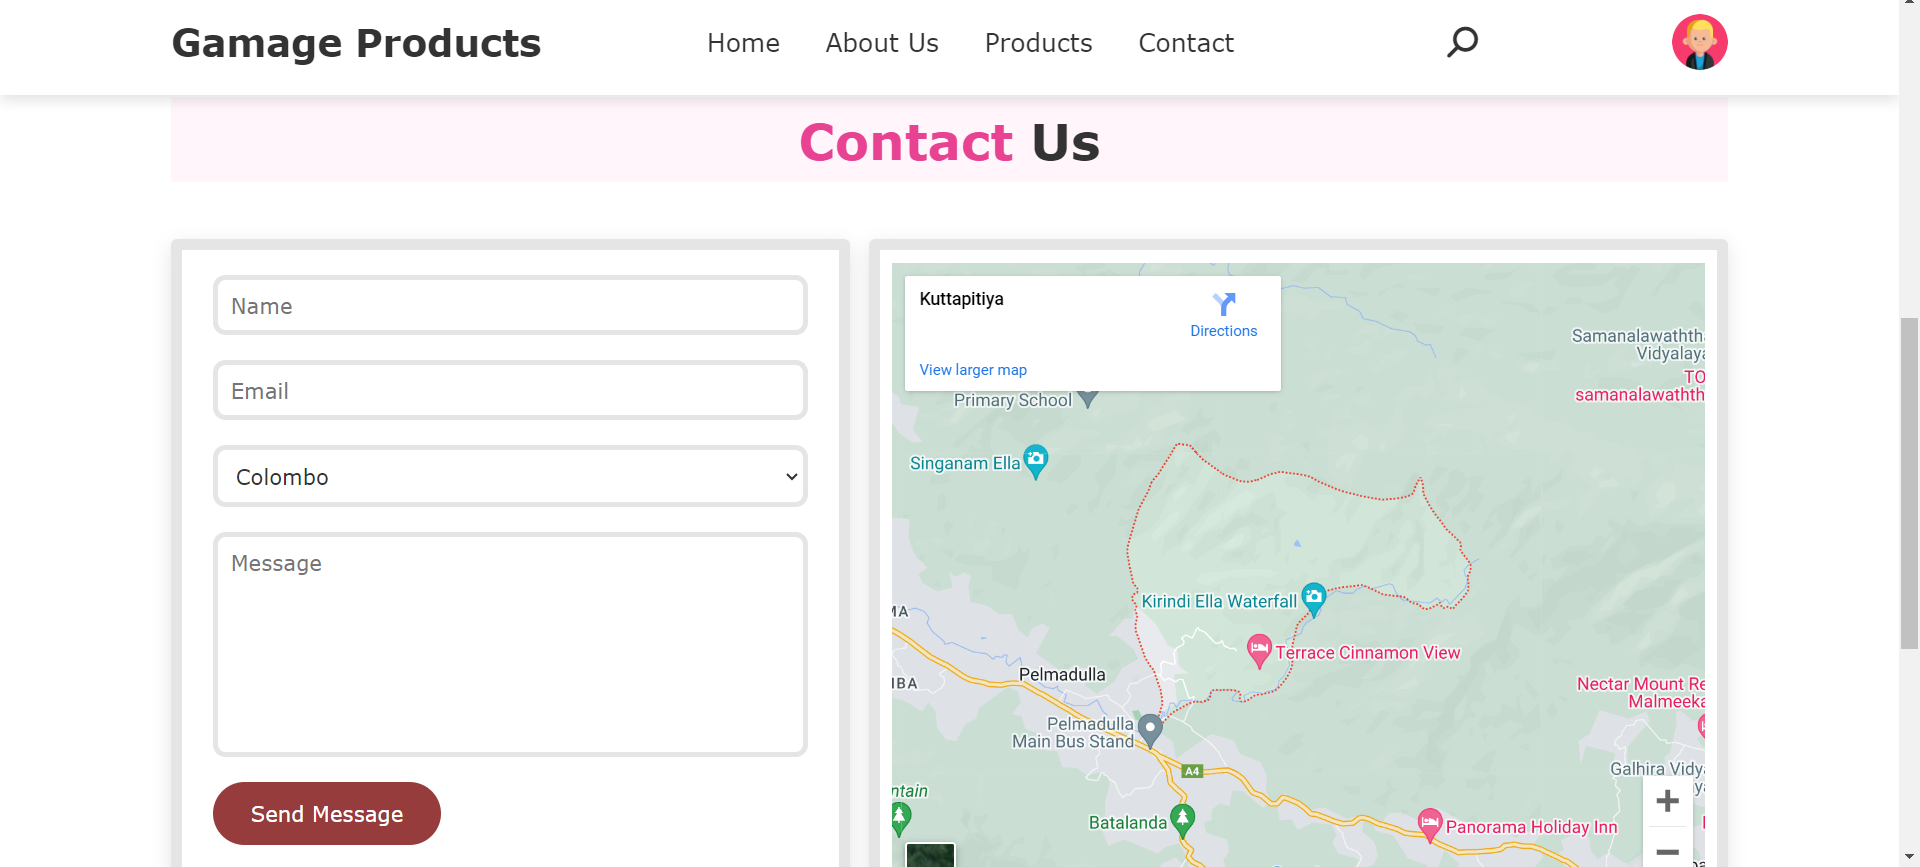 Gamage Products
Home
About Us
Products
Contact
Contact Us
Name
Email
Colombo
Message
Send Message
Kuttapitiya
Directions
View larger map
Primary School
Singanam Ella
Samanalawathth
Vidyalaya
TO
samanalawathth
Kirindi Ella Waterfall
Terrace Cinnamon View
MA
Pelmadulla
IBA
Nectar Mount Re
Malmeeka
Pelmadulla
Main Bus Stand
A4
Galhira Vidy
ntain
Batalanda
Panorama Holiday Inn